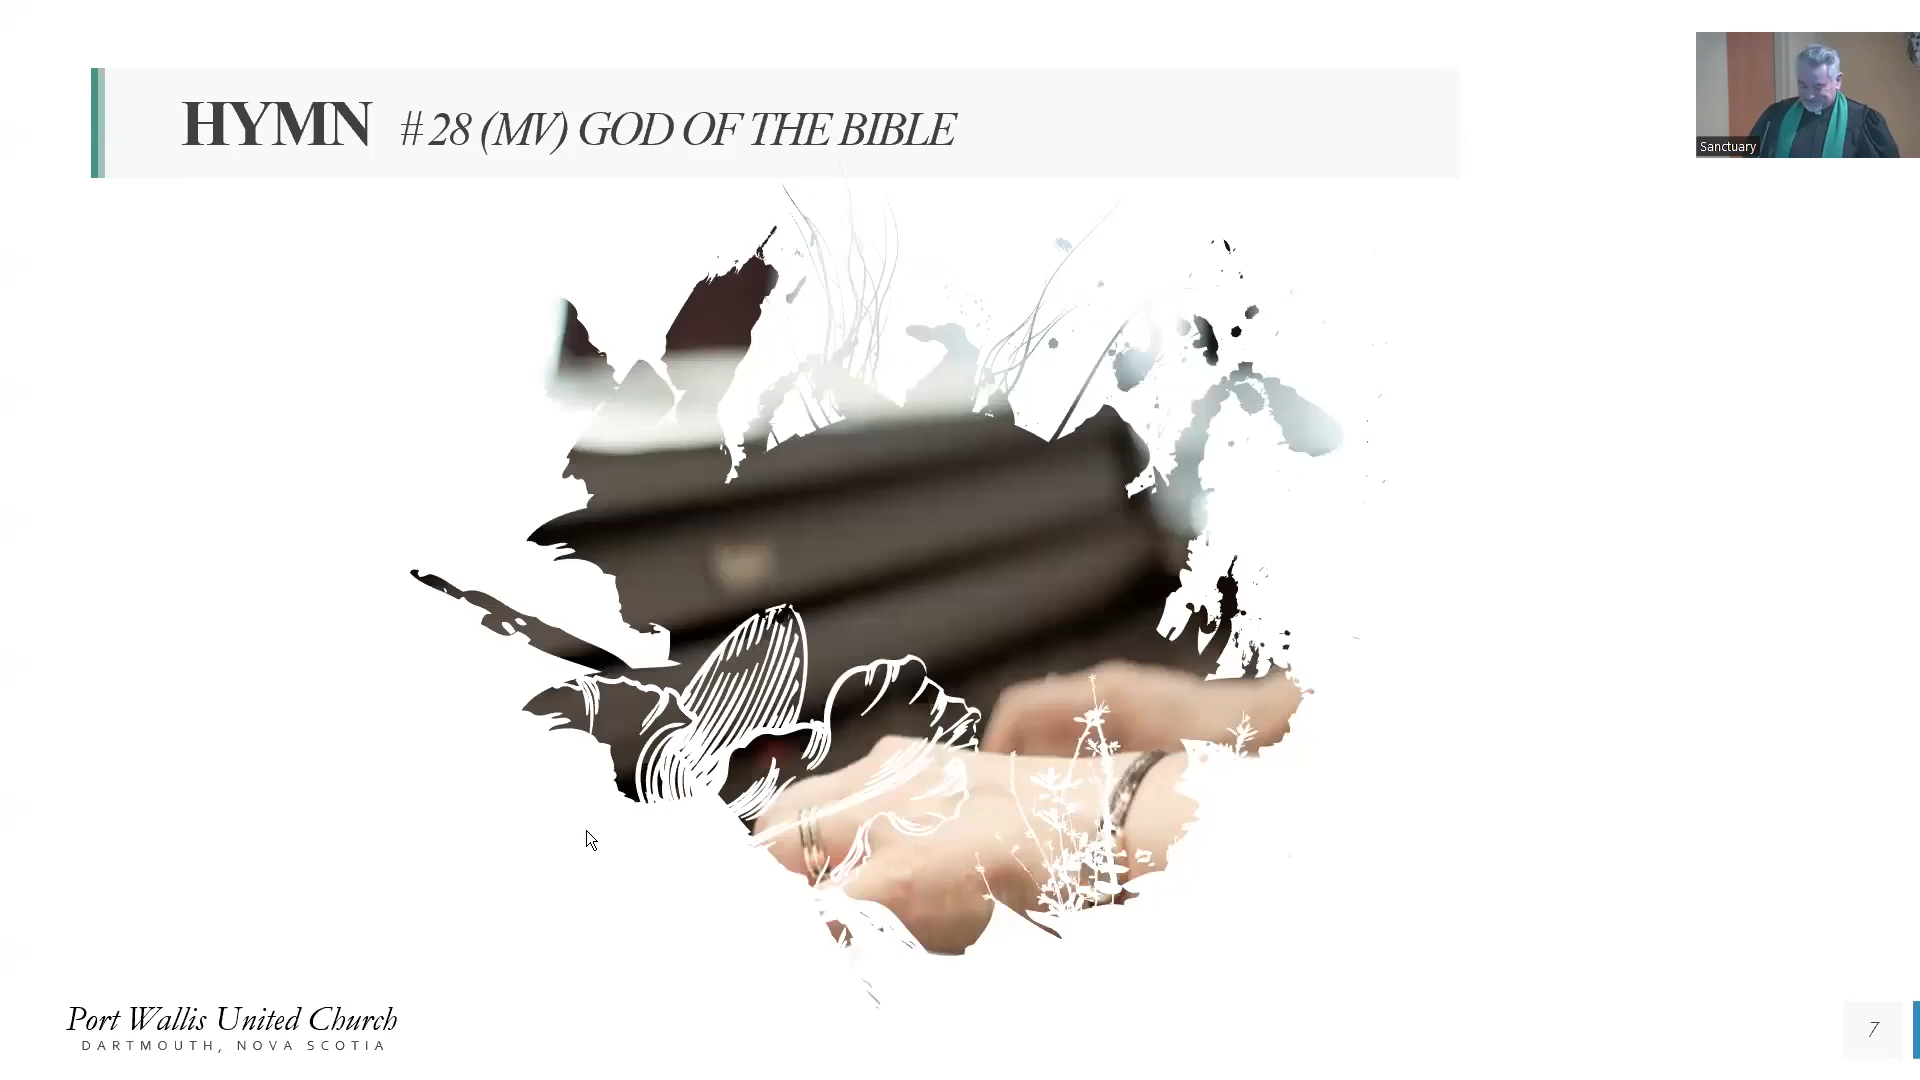 HYMN # 28 (MV) GOD OF THE BIBLE
Sanctuary
Port Wallis United Church
DARTMOUTH, NOVA SCOTIA
7